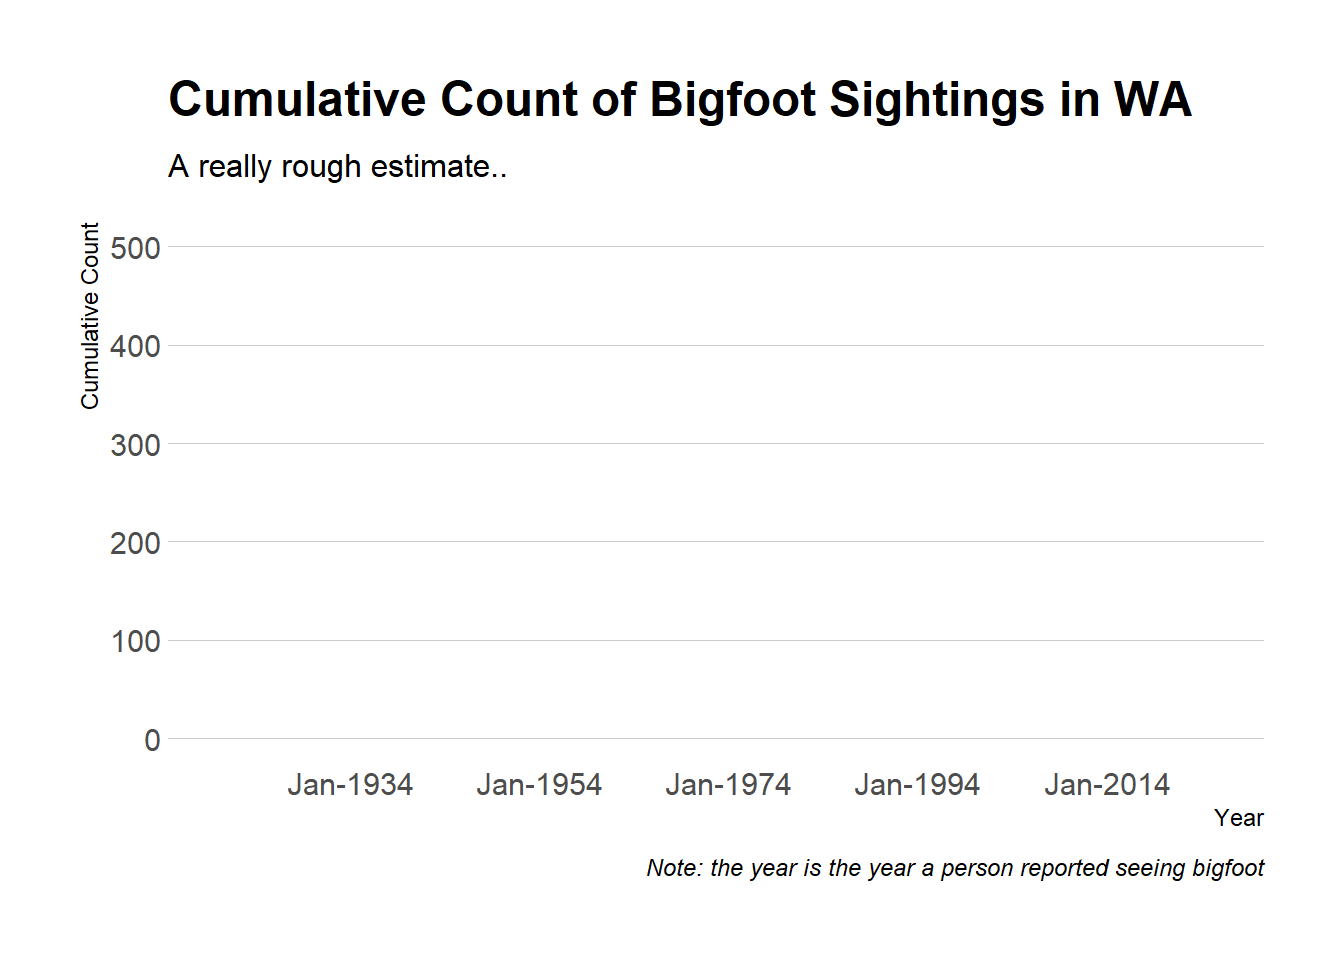 Cumulative Count of Bigfoot Sightings in WA
A really rough estimate..
Cumulative Count
500
400
300
200
100
0
Jan-1934 Jan-1954 Jan-1974 Jan-1994 Jan-2014
Year
Note: the year is the year a person reported seeing bigfoot